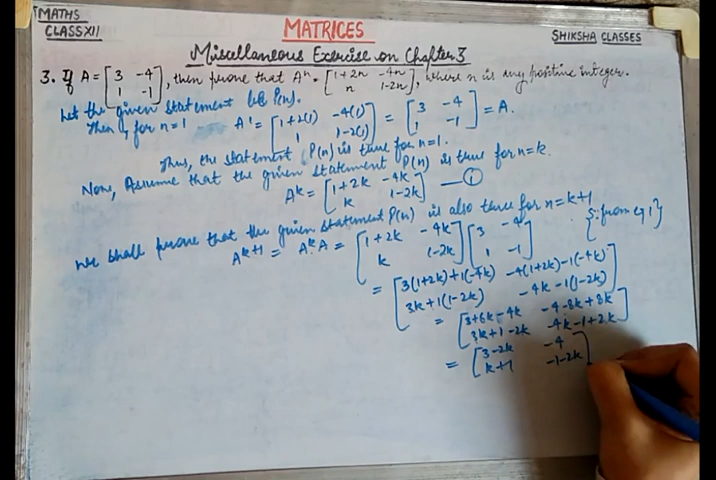 MATHS
CLASS XII
MATRICES
SHIKSHA CLASSES
Miscellaneous Exercise on Chapter 3
3. If A = [3 -4; 1 -1], then prove that Aⁿ = [1+2n -4n; n 1-2n], where n is any positive integer.
Let the given statement be P(n).
Then, for n=1 A¹ = [1+2(1) -4(1); 1 1-2(1)] = [3 -4; 1 -1] = A.
Thus, the statement P(n) is true for n=1.
Now, Assume that the given statement P(n) is true for n=k.
Aᵏ = [1+2k -4k; k 1-2k] —①
We shall prove that the given statement P(n) is also true for n=k+1
Aᵏ⁺¹ = Aᵏ.A = [1+2k -4k; k 1-2k] [3 -4; 1 -1] {∵ from eq 1}
= [3(1+2k)+1(-4k) -4(1+2k)-1(-4k); 3k+1(1-2k) -4k-1(1-2k)]
= [3+6k-4k -4-8k+8k; 3k+1-2k -4k-1+2k]
= [3-2k -4; k+1 -1-2k]